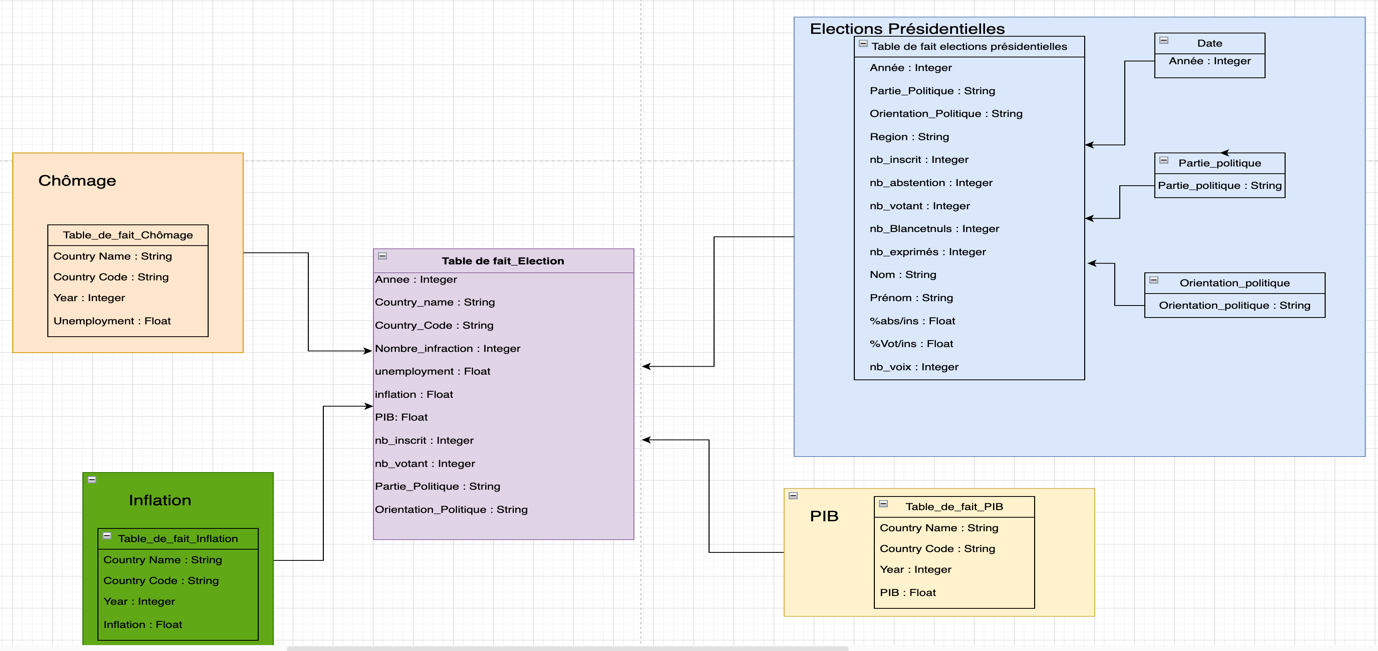 Elections Présidentielles
Table de fait elections présidentielles
Année : Integer
Partie_Politique : String
Orientation_Politique : String
Region : String
nb_inscrit : Integer
nb_abstention : Integer
nb_votant : Integer
nb_Blancetnuls : Integer
nb_exprimés : Integer
Nom : String
Prénom : String
%abs/ins : Float
%Vot/ins : Float
nb_voix : Integer
Date
Année : Integer
Partie_politique
Partie_politique : String
Orientation_politique
Orientation_politique : String
Chômage
Table_de_fait_Chômage
Country Name : String
Country Code : String
Year : Integer
Unemployment : Float
Table de fait_Election
Annee : Integer
Country_name : String
Country_Code : String
Nombre_infraction : Integer
unemployment : Float
inflation : Float
PIB: Float
nb_inscrit : Integer
nb_votant : Integer
Partie_Politique : String
Orientation_Politique : String
Inflation
Table_de_fait_Inflation
Country Name : String
Country Code : String
Year : Integer
Inflation : Float
PIB
Table_de_fait_PIB
Country Name : String
Country Code : String
Year : Integer
PIB : Float